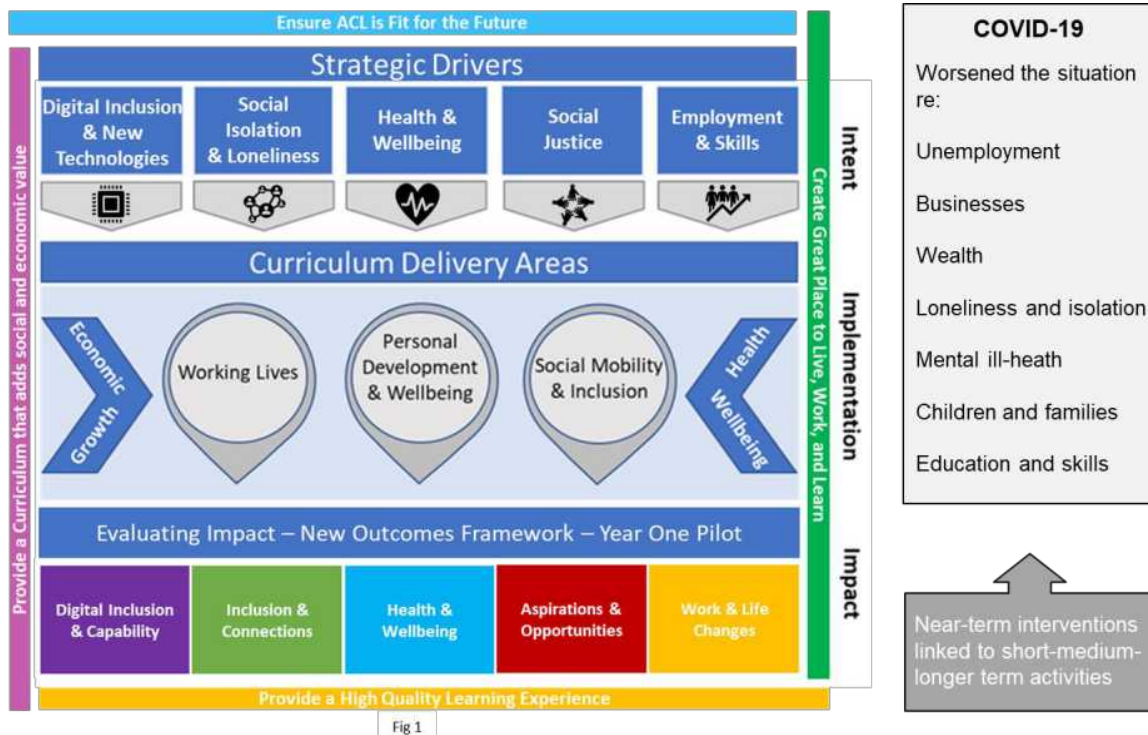 Ensure ACL is Fit for the Future
Provide a Curriculum that adds social and economic value
Strategic Drivers
Digital Inclusion
& New
Technologies
Social
Isolation
& Loneliness
Health &
Wellbeing
Social
Justice
Employment
& Skills
Intent
Curriculum Delivery Areas
Economic
Growth
Working Lives
Personal
Development
& Wellbeing
Social Mobility
& Inclusion
Health
Wellbeing
Implementation
Evaluating Impact – New Outcomes Framework – Year One Pilot
Digital Inclusion
& Capability
Inclusion &
Connections
Health &
Wellbeing
Aspirations &
Opportunities
Work & Life
Changes
Impact
Create Great Place to Live, Work, and Learn
Provide a High Quality Learning Experience
Fig 1
COVID-19
Worsened the situation
re:
Unemployment
Businesses
Wealth
Loneliness and isolation
Mental ill-heath
Children and families
Education and skills
Near-term interventions
linked to short-medium-
longer term activities